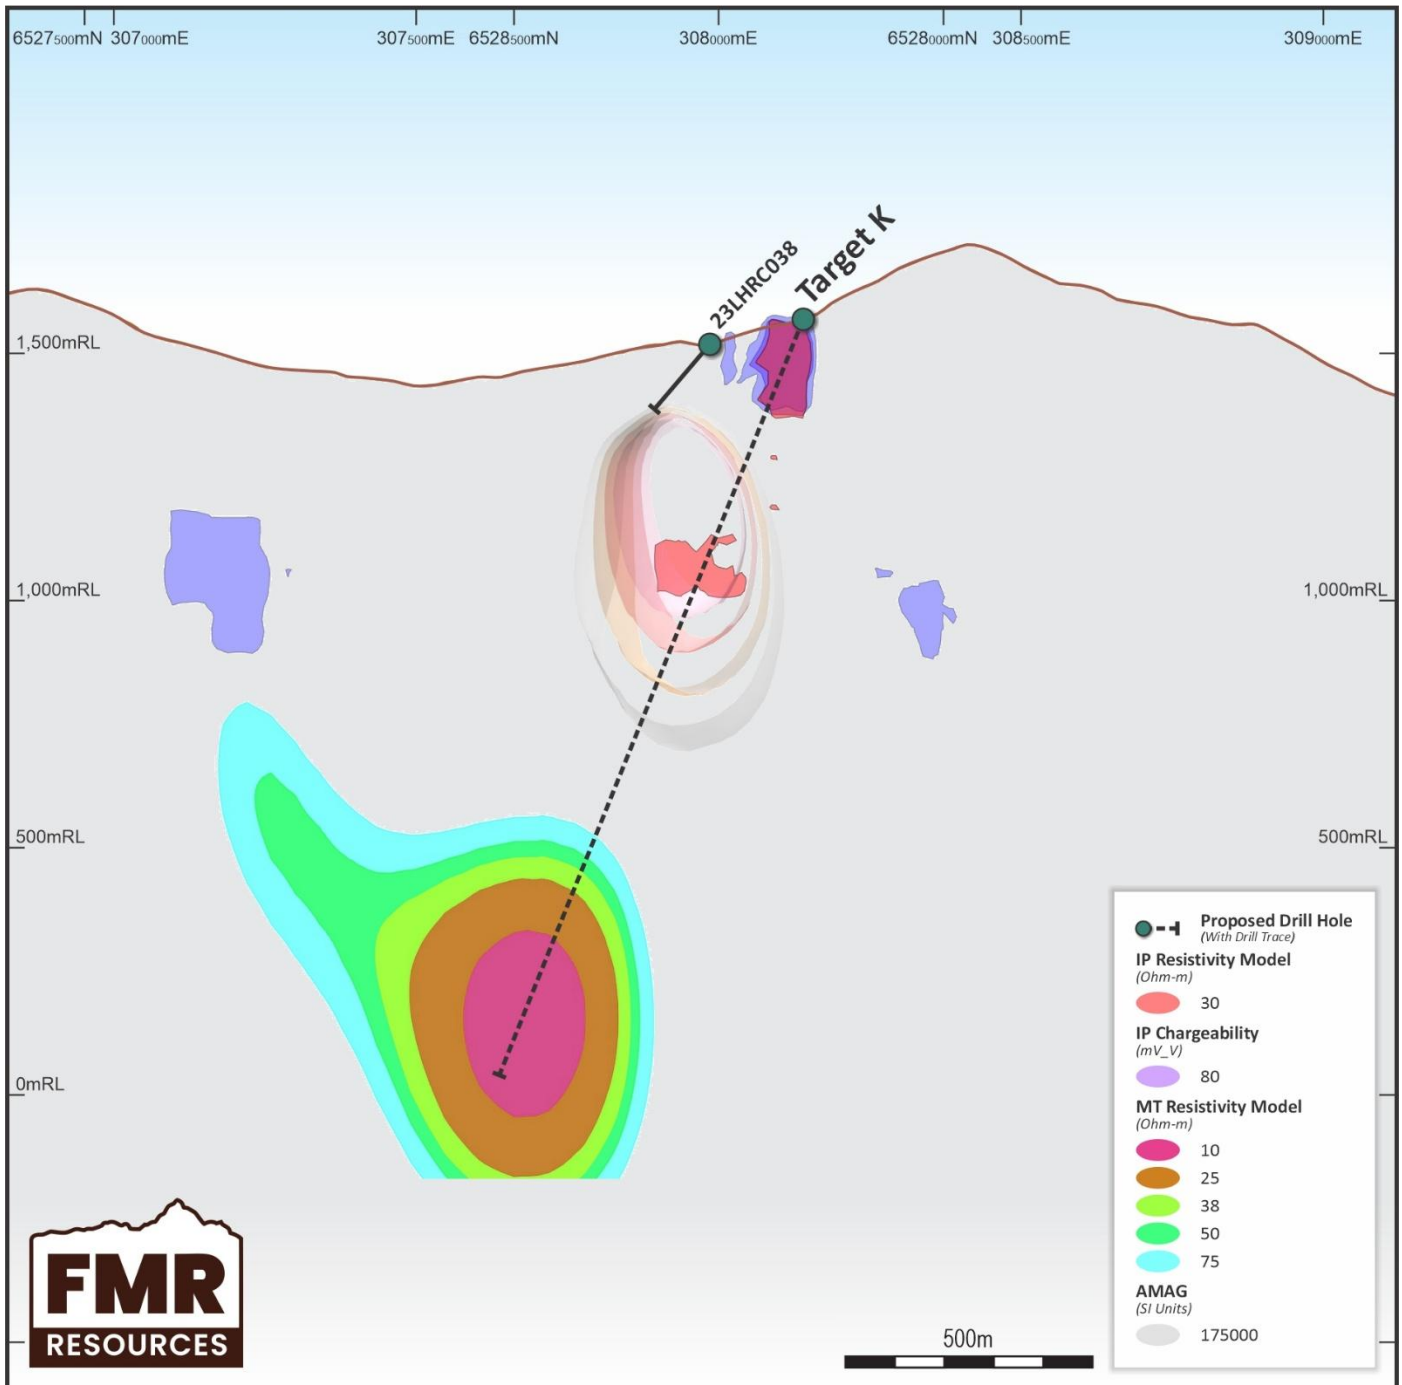 6527500mN 307000mE 307500mE 6528500mN 308000mE 6528000mN 308500mE 309000mE
23LHRC038
Target K
1,500mRL
1,000mRL 1,000mRL
500mRL 500mRL
0mRL
Proposed Drill Hole
(With Drill Trace)
IP Resistivity Model
(Ohm-m)
30
IP Chargeability
(mV_V)
80
MT Resistivity Model
(Ohm-m)
10
25
38
50
75
AMAG
(SI Units)
175000
500m
FMR
RESOURCES